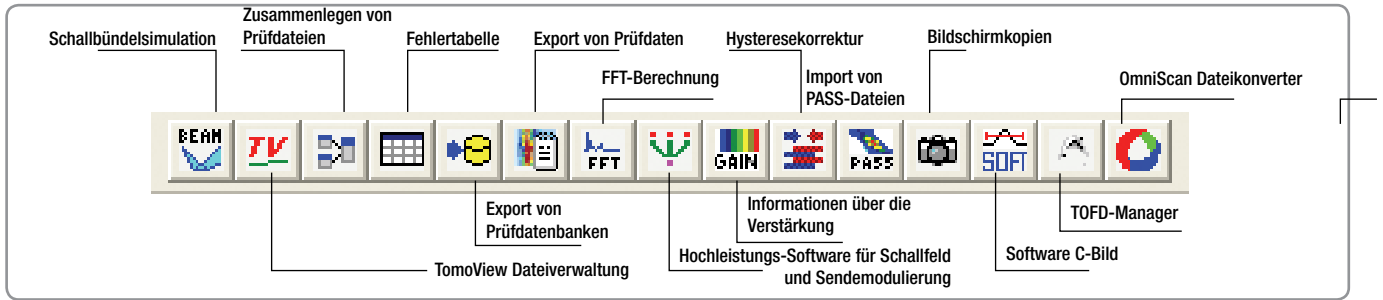 Schallbündelsimulation
Zusammenlegen von
Prüfdateien
Fehlertabelle
Export von Prüfdaten
FFT-Berechnung
Hysteresekorrektur
Import von
PASS-Dateien
Bildschirmkopien
OmniScan Dateikonverter
BEAM
TV
FFT
GAIN
PASS
SOFT
Export von
Prüfdatenbanken
TomoView Dateiverwaltung
Informationen über die
Verstärkung
Hochleistungs-Software für Schallfeld
und Sendemodulierung
TOFD-Manager
Software C-Bild